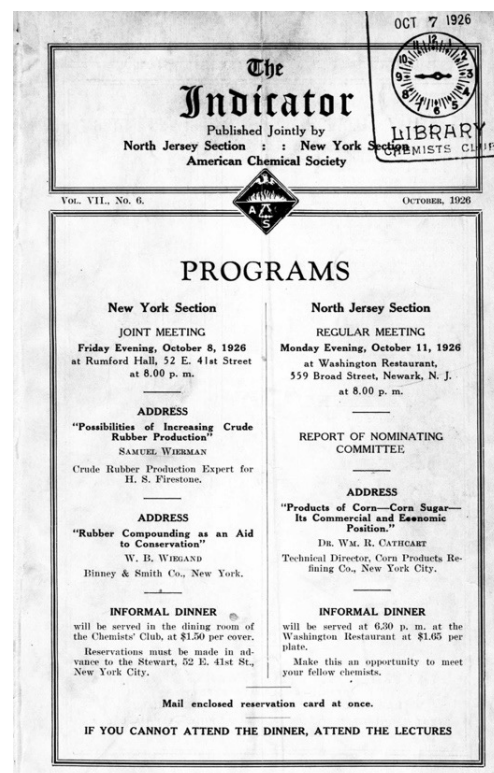 OCT 7 1926
LIBRARY
CHEMISTS CLUB
The
Indicator
Published Jointly by
North Jersey Section : : New York Section
American Chemical Society
VOL. VII., No. 6.
OCTOBER, 1926
A C S
PROGRAMS
New York Section
JOINT MEETING
Friday Evening, October 8, 1926
at Rumford Hall, 52 E. 41st Street
at 8.00 p. m.
ADDRESS
"Possibilities of Increasing Crude
Rubber Production"
SAMUEL WIERMAN
Crude Rubber Production Expert for
H. S. Firestone.
ADDRESS
"Rubber Compounding as an Aid
to Conservation"
W. B. WIEGAND
Binney & Smith Co., New York.
INFORMAL DINNER
will be served in the dining room of
the Chemists' Club, at $1.50 per cover.
Reservations must be made in ad-
vance to the Stewart, 52 E. 41st St.,
New York City.
North Jersey Section
REGULAR MEETING
Monday Evening, October 11, 1926
at Washington Restaurant,
559 Broad Street, Newark, N. J.
at 8.00 p. m.
REPORT OF NOMINATING
COMMITTEE
ADDRESS
"Products of Corn—Corn Sugar—
Its Commercial and Economic
Position."
DR. WM. R. CATHCART
Technical Director, Corn Products Re-
fining Co., New York City.
INFORMAL DINNER
will be served at 6.30 p. m. at the
Washington Restaurant at $1.65 per
plate.
Make this an opportunity to meet
your fellow chemists.
Mail enclosed reservation card at once.
IF YOU CANNOT ATTEND THE DINNER, ATTEND THE LECTURES